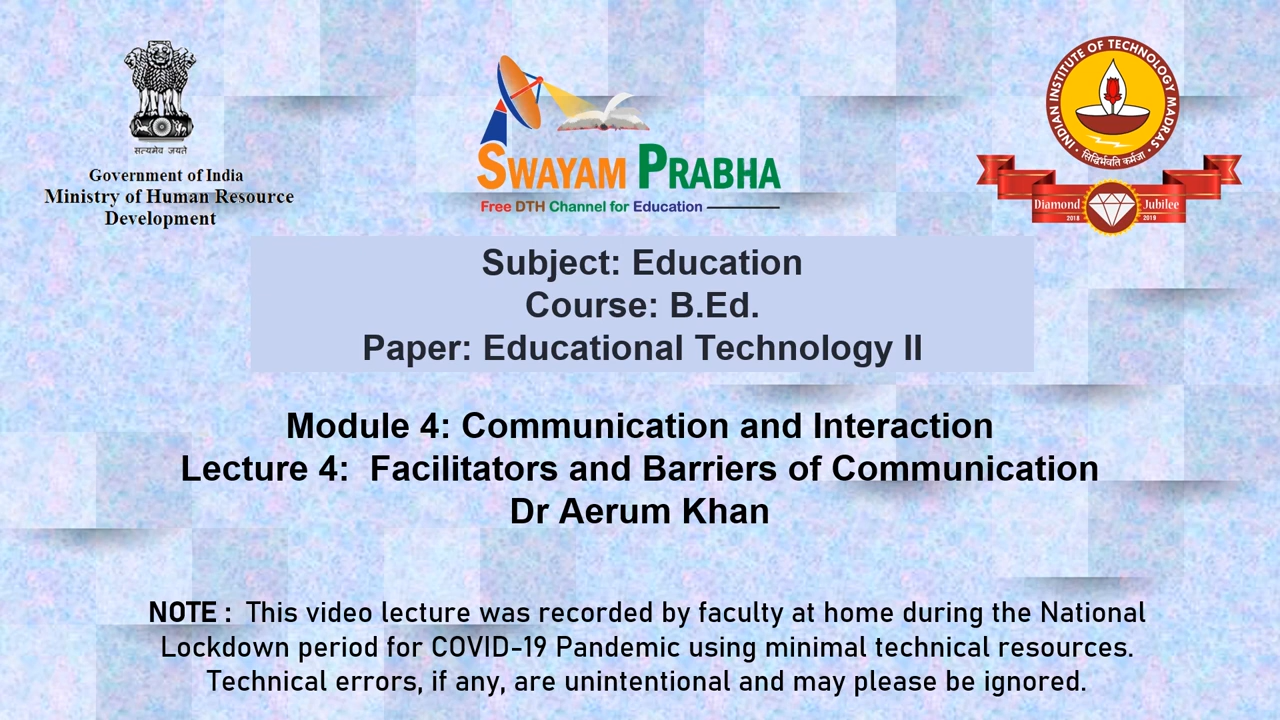 सत्यमेव जयते
Government of India
Ministry of Human Resource
Development
SWAYAM PRABHA
Free DTH Channel for Education
INDIAN INSTITUTE OF TECHNOLOGY MADRAS
सिद्धिर्भवति कर्मजा
Diamond Jubilee
2018 2019
Subject: Education
Course: B.Ed.
Paper: Educational Technology II
Module 4: Communication and Interaction
Lecture 4: Facilitators and Barriers of Communication
Dr Aerum Khan
NOTE : This video lecture was recorded by faculty at home during the National
Lockdown period for COVID-19 Pandemic using minimal technical resources.
Technical errors, if any, are unintentional and may please be ignored.